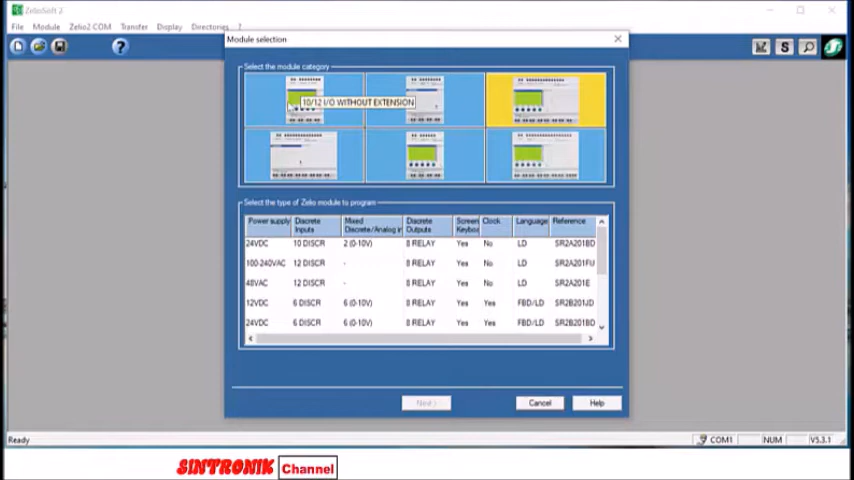 ZelioSoft 2
File Module Zelio2 COM Transfer Display Directories ?
Module selection
Select the module category
10/12 I/O WITHOUT EXTENSION
Select the type of Zelio module to program
Power supply Discrete Inputs Mixed Discrete/Analog in Discrete Outputs Screen Keyboa Clock Language Reference
24VDC 10 DISCR 2 (0-10V) 8 RELAY Yes No LD SR2A201BD
100-240VAC 12 DISCR - 8 RELAY Yes No LD SR2A201FU
48VAC 12 DISCR - 8 RELAY Yes No LD SR2A201E
12VDC 6 DISCR 6 (0-10V) 8 RELAY Yes Yes FBD/LD SR2B201JD
24VDC 6 DISCR 6 (0-10V) 8 RELAY Yes Yes FBD/LD SR2B201BD
Next > Cancel Help
Ready COM1 NUM V5.3.1
SINTRONIK Channel